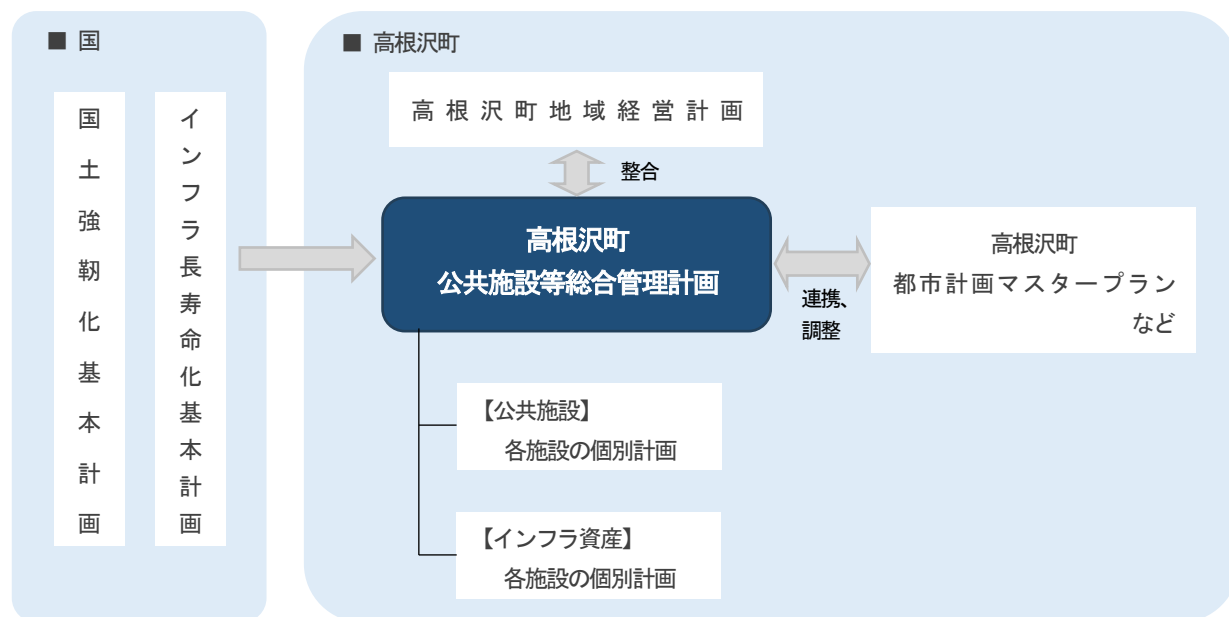 ■ 国
国土強靭化基本計画
インフラ長寿命化基本計画
■ 高根沢町
高根沢町地域経営計画
整合
高根沢町
公共施設等総合管理計画
連携、
調整
高根沢町
都市計画マスタープラン
など
【公共施設】
各施設の個別計画
【インフラ資産】
各施設の個別計画